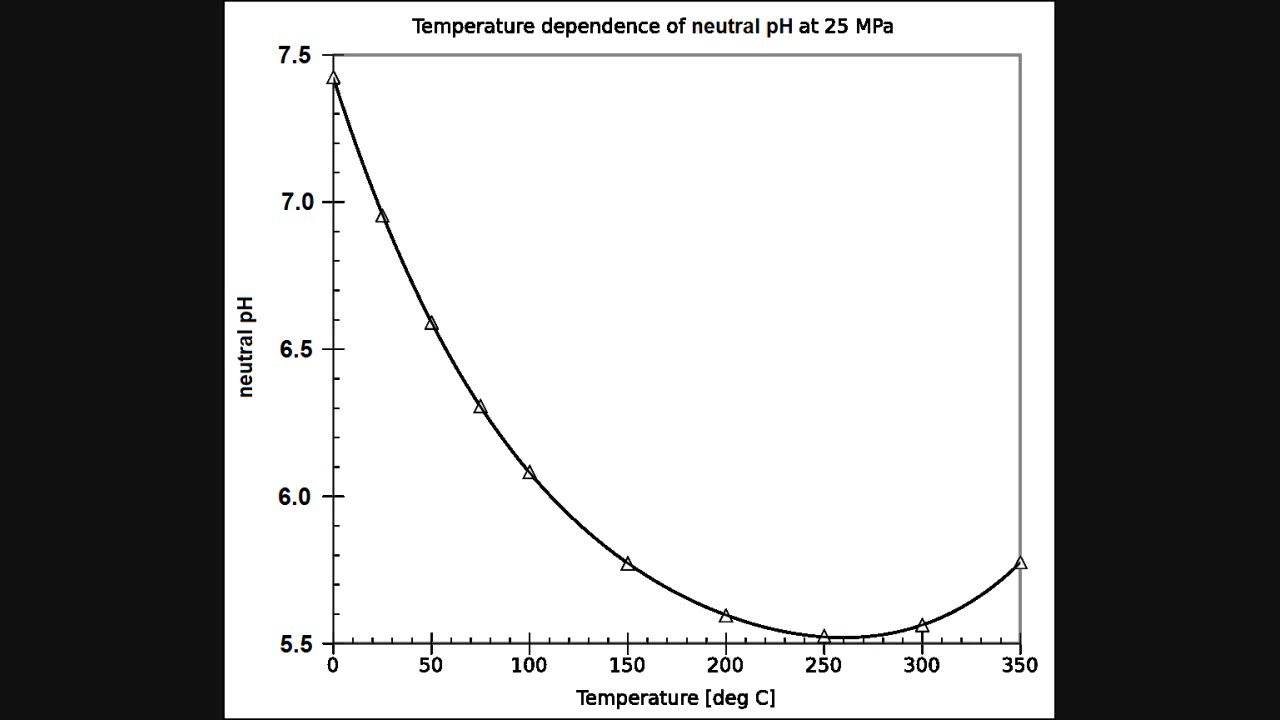 Temperature dependence of neutral pH at 25 MPa
7.5
7.0
6.5
6.0
5.5
neutral pH
0 50 100 150 200 250 300 350
Temperature [deg C]